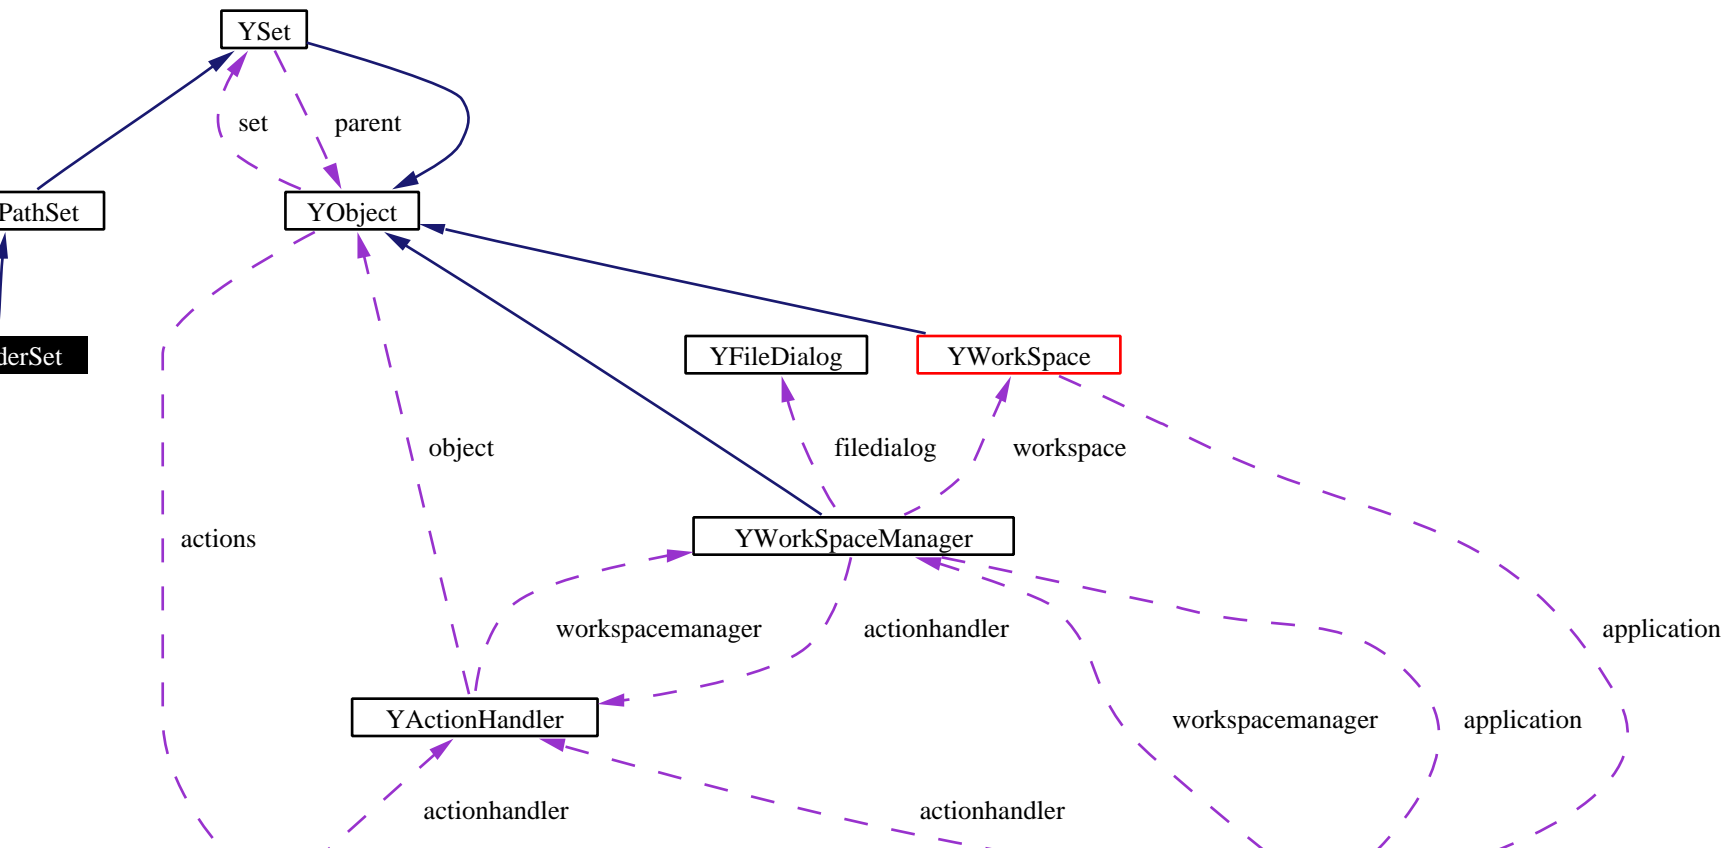 YSet
set
parent
PathSet
YObject
derSet
YFileDialog
YWorkSpace
object
filedialog
workspace
actions
YWorkSpaceManager
workspacemanager
actionhandler
application
YActionHandler
workspacemanager
application
actionhandler
actionhandler